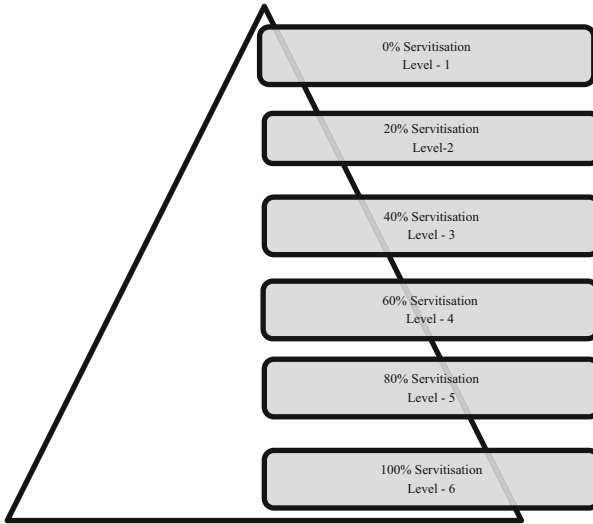 0% Servitisation
Level - 1
20% Servitisation
Level-2
40% Servitisation
Level - 3
60% Servitisation
Level - 4
80% Servitisation
Level - 5
100% Servitisation
Level - 6